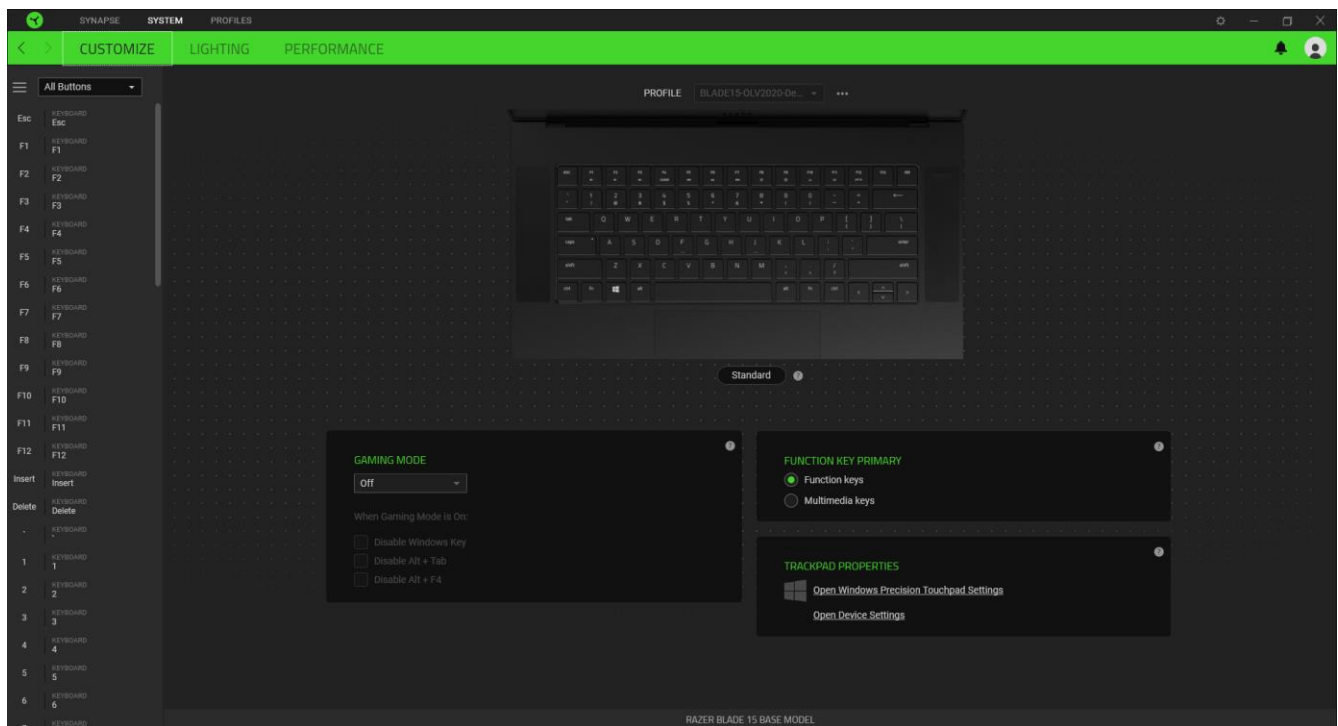 SYNAPSE SYSTEM PROFILES
CUSTOMIZE LIGHTING PERFORMANCE
All Buttons
PROFILE BLADE15-OLV2020-De...
Esc KEYBOARD
Esc
F1 KEYBOARD
F1
F2 KEYBOARD
F2
F3 KEYBOARD
F3
F4 KEYBOARD
F4
F5 KEYBOARD
F5
F6 KEYBOARD
F6
F7 KEYBOARD
F7
F8 KEYBOARD
F8
F9 KEYBOARD
F9
F10 KEYBOARD
F10
F11 KEYBOARD
F11
F12 KEYBOARD
F12
Insert KEYBOARD
Insert
Delete KEYBOARD
Delete
KEYBOARD
1 KEYBOARD
1
2 KEYBOARD
2
3 KEYBOARD
3
4 KEYBOARD
4
5 KEYBOARD
5
6 KEYBOARD
6
KEYBOARD
Q W E R T Y U I O P
A S D F G H J K L
Z X C V B N M
Standard
GAMING MODE
Off
When Gaming Mode is On:
Disable Windows Key
Disable Alt + Tab
Disable Alt + F4
FUNCTION KEY PRIMARY
Function keys
Multimedia keys
TRACKPAD PROPERTIES
Open Windows Precision Touchpad Settings
Open Device Settings
RAZER BLADE 15 BASE MODEL